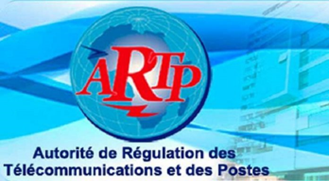 ARTP
Autorité de Régulation des
Télécommunications et des Postes